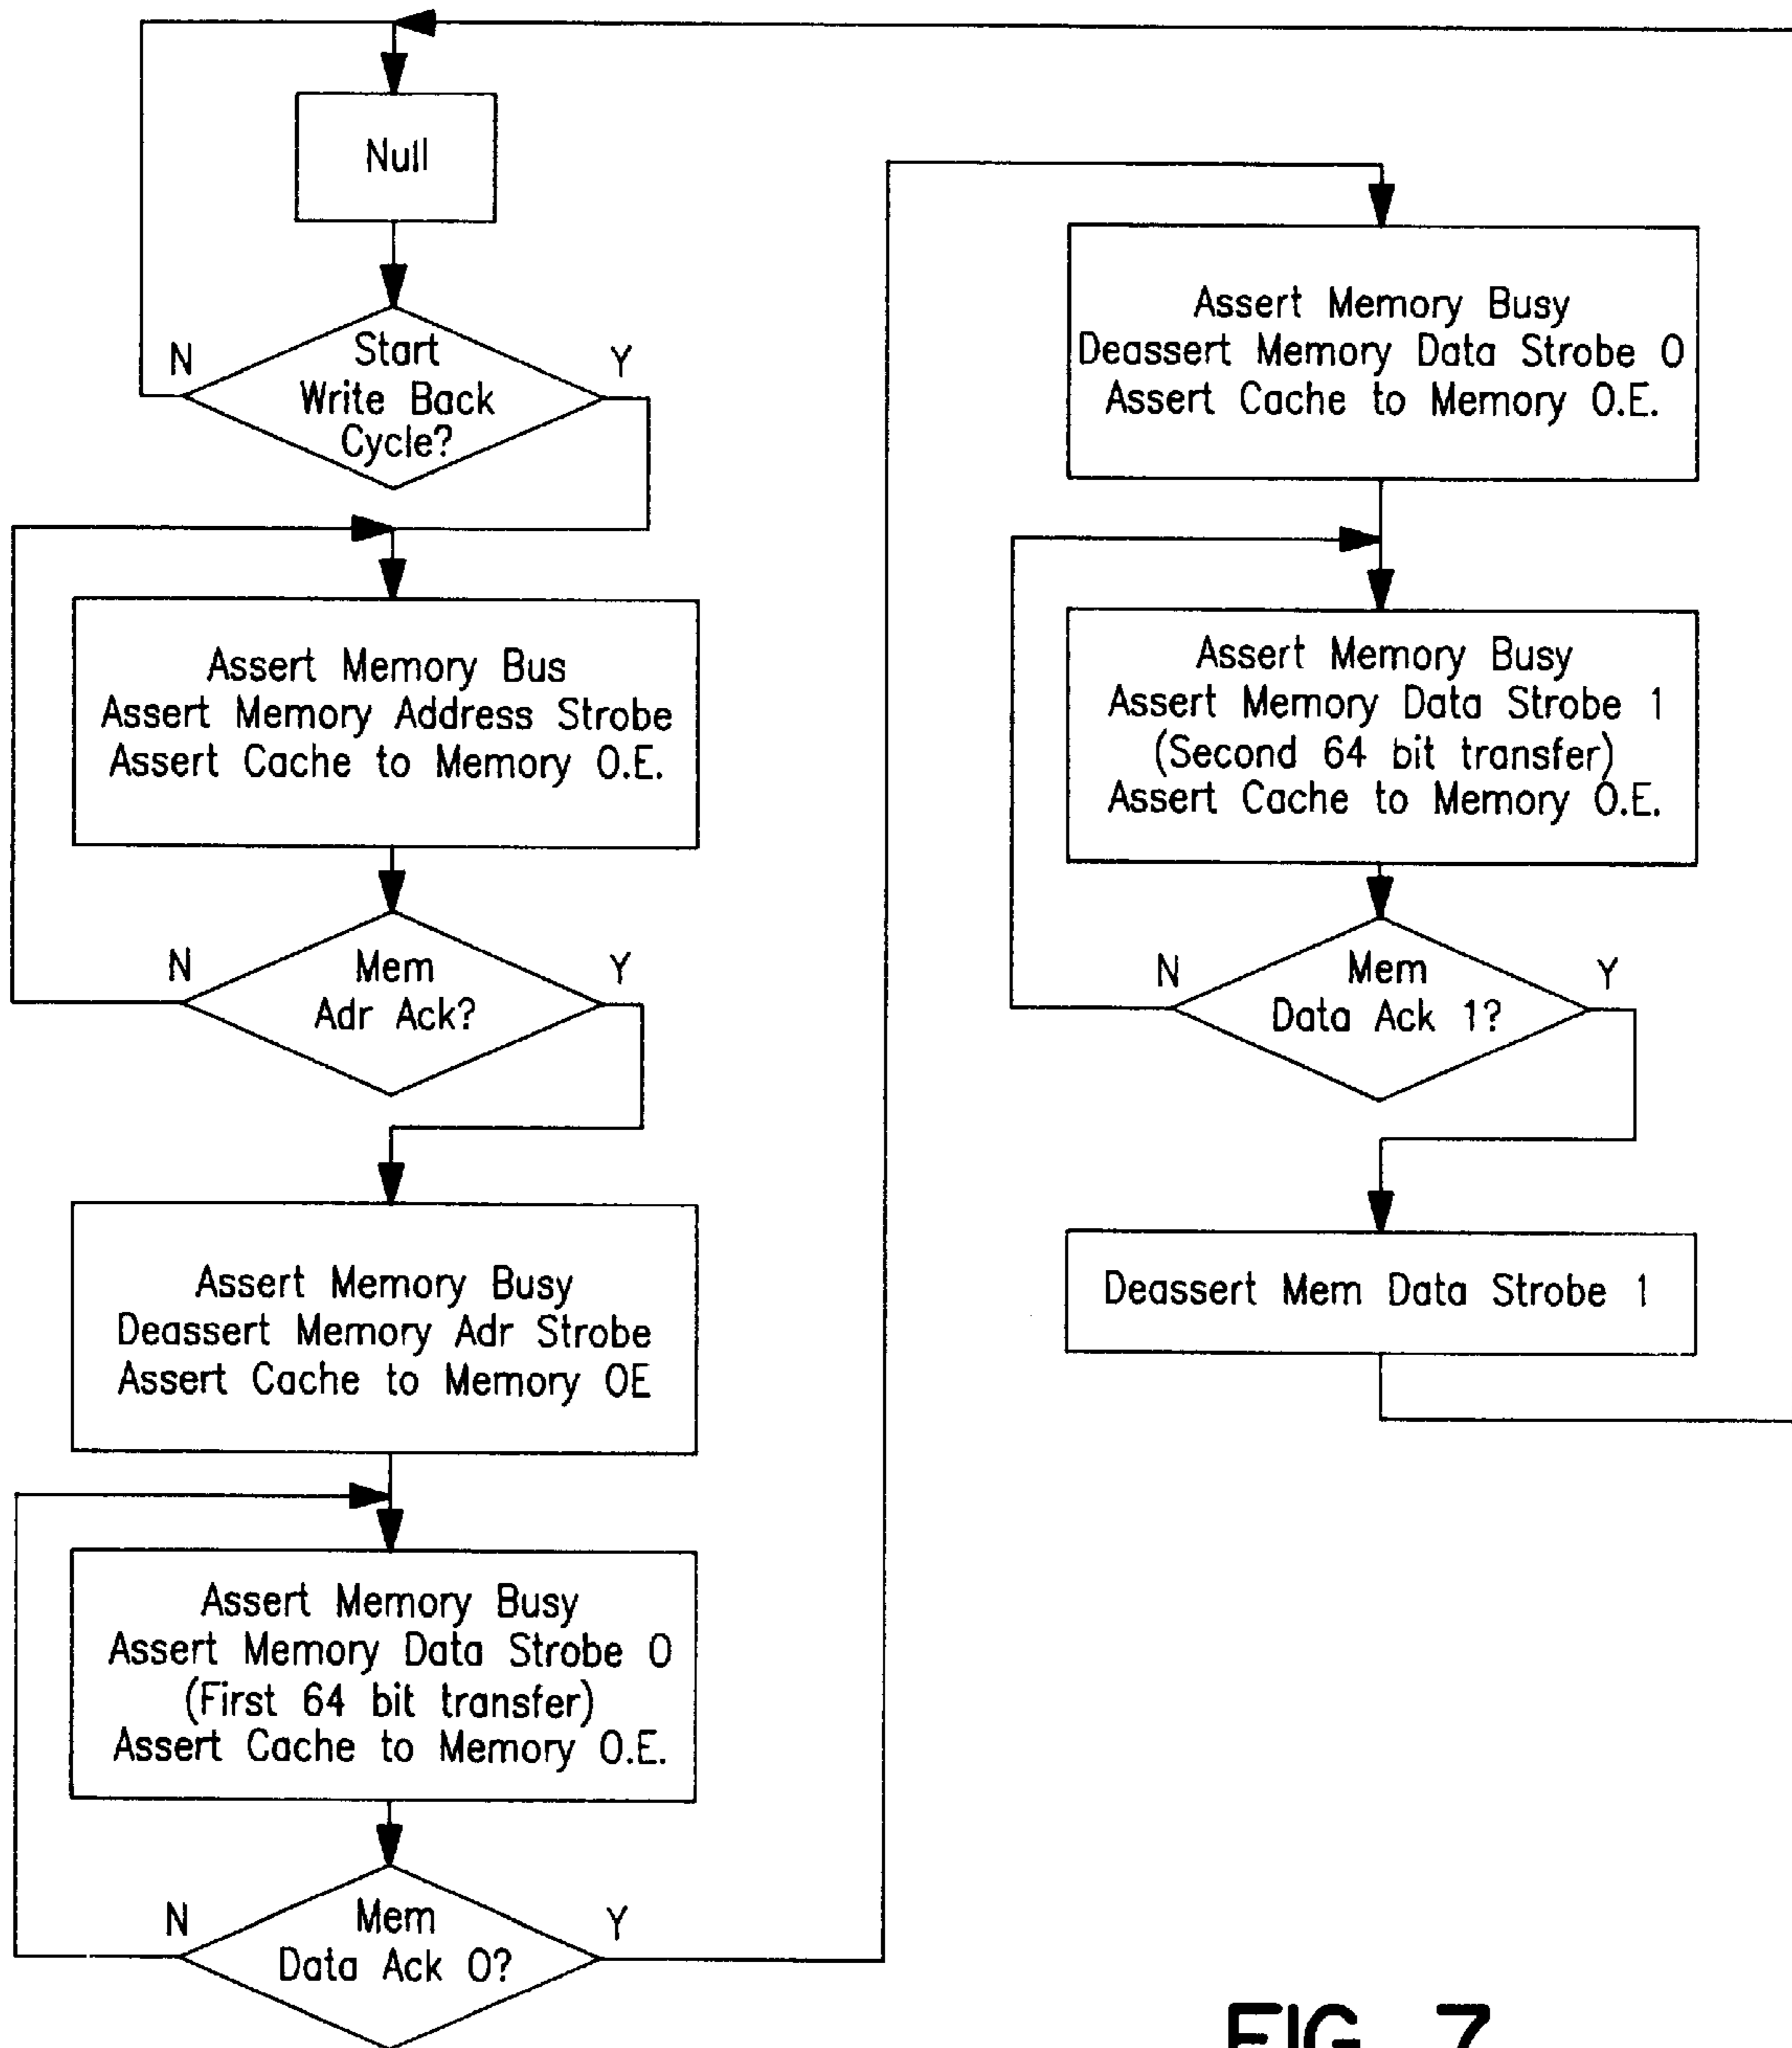 Null
Start
Write Back
Cycle?
N
Y
Assert Memory Bus
Assert Memory Address Strobe
Assert Cache to Memory O.E.
Mem
Adr Ack?
N
Y
Assert Memory Busy
Deassert Memory Adr Strobe
Assert Cache to Memory OE
Assert Memory Busy
Assert Memory Data Strobe 0
(First 64 bit transfer)
Assert Cache to Memory O.E.
Mem
Data Ack 0?
N
Y
Assert Memory Busy
Deassert Memory Data Strobe 0
Assert Cache to Memory O.E.
Assert Memory Busy
Assert Memory Data Strobe 1
(Second 64 bit transfer)
Assert Cache to Memory O.E.
Mem
Data Ack 1?
N
Y
Deassert Mem Data Strobe 1
FIG. 7